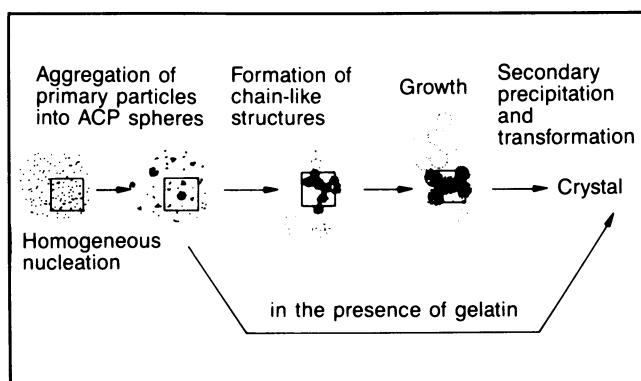 Aggregation of
primary particles
into ACP spheres
Formation of
chain-like
structures
Growth
Secondary
precipitation
and
transformation
Crystal
Homogeneous
nucleation
in the presence of gelatin